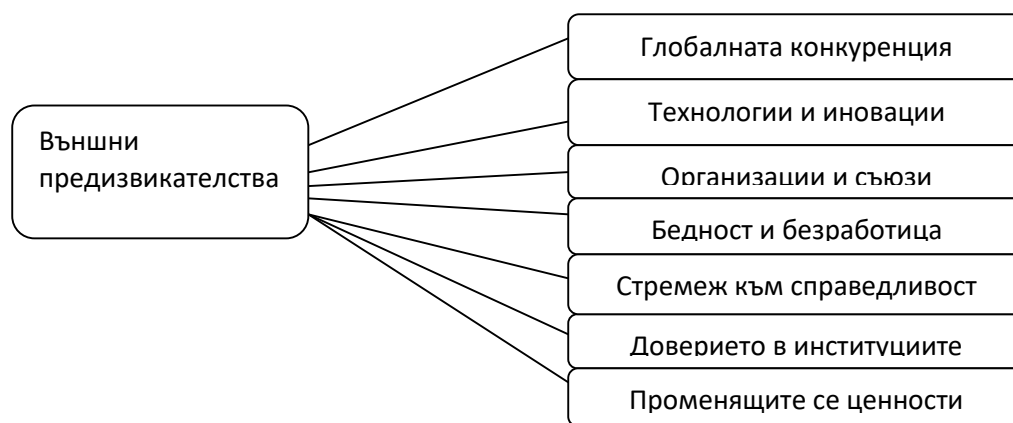 Външни
предизвикателства
Глобалната конкуренция
Технологии и иновации
Организации и съюзи
Бедност и безработица
Стремеж към справедливост
Доверието в институциите
Променящите се ценности